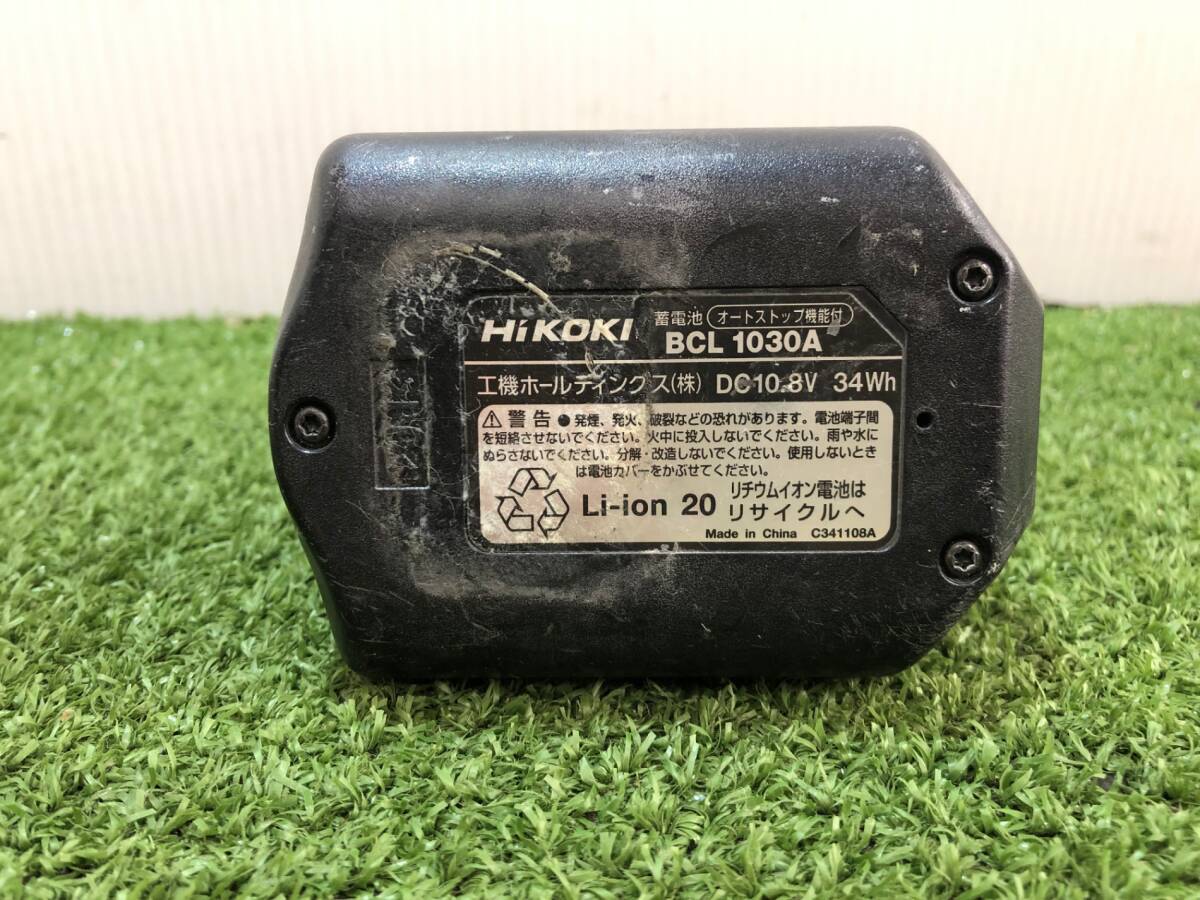 HiKOKI 蓄電池 オートストップ機能付
BCL 1030A
工機ホールディングス(株) DC10.8V 34Wh
警告 ●発煙、発火、破裂などの恐れがあります。電池端子間
を短絡させないでください。火中に投入しないでください。雨や水に
ぬらさないでください。分解・改造しないでください。使用しないとき
は電池カバーをかぶせてください。
Li-ion 20 リチウムイオン電池は
リサイクルへ
Made in China C341108A